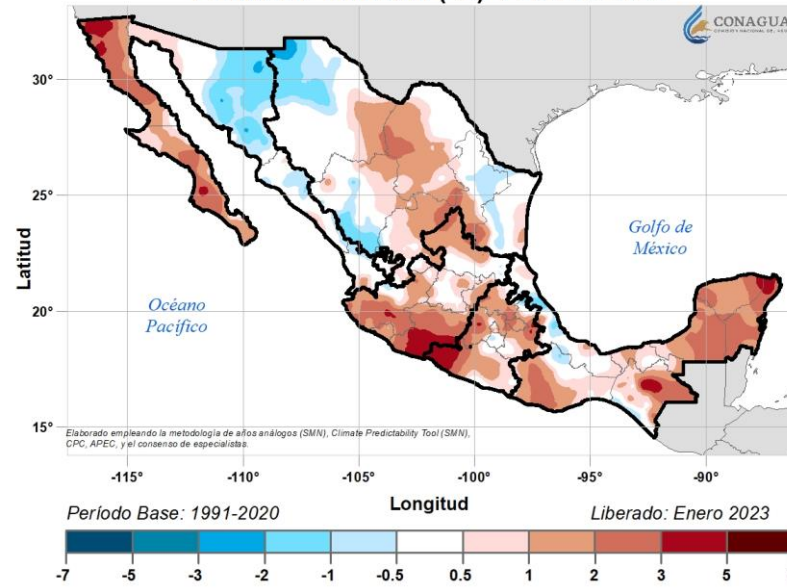 CONAGUA
30°
25°
20°
15°
Latitud
Golfo de
México
Océano
Pacífico
Elaborado empleando la metodología de años análogos (SMN), Climate Predictability Tool (SMN),
CPC, APEC, y el consenso de especialistas.
-115° -110° -105° -100° -95° -90°
Longitud
Período Base: 1991-2020
Liberado: Enero 2023
-7 -5 -3 -2 -1 -0.5 0.5 1 2 3 5